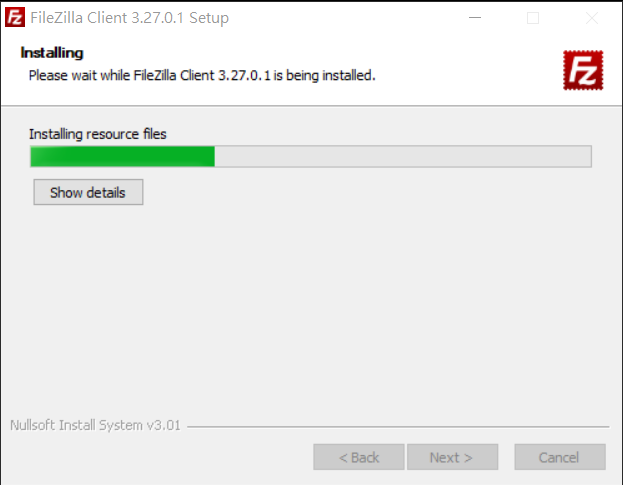 FileZilla Client 3.27.0.1 Setup
Installing
Please wait while FileZilla Client 3.27.0.1 is being installed.
Fz
Installing resource files
Show details
Nullsoft Install System v3.01
< Back
Next >
Cancel